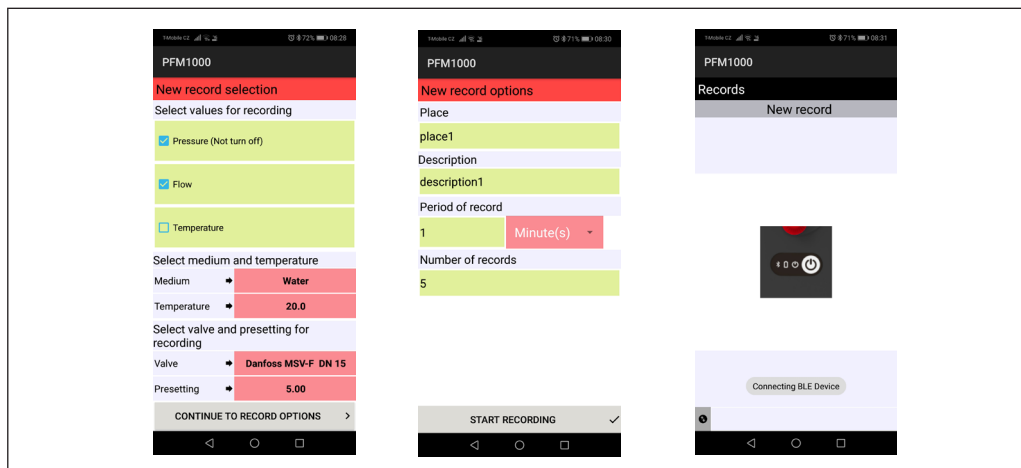 T-Mobile CZ 72% 08:28
PFM1000
New record selection
Select values for recording
Pressure (Not turn off)
Flow
Temperature
Select medium and temperature
Medium Water
Temperature 20.0
Select valve and presetting for
recording
Valve Danfoss MSV-F DN 15
Presetting 5.00
CONTINUE TO RECORD OPTIONS
T-Mobile CZ 71% 08:30
PFM1000
New record options
Place
place1
Description
description1
Period of record
1 Minute(s)
Number of records
5
START RECORDING
T-Mobile CZ 71% 08:31
PFM1000
Records
New record
Connecting BLE Device